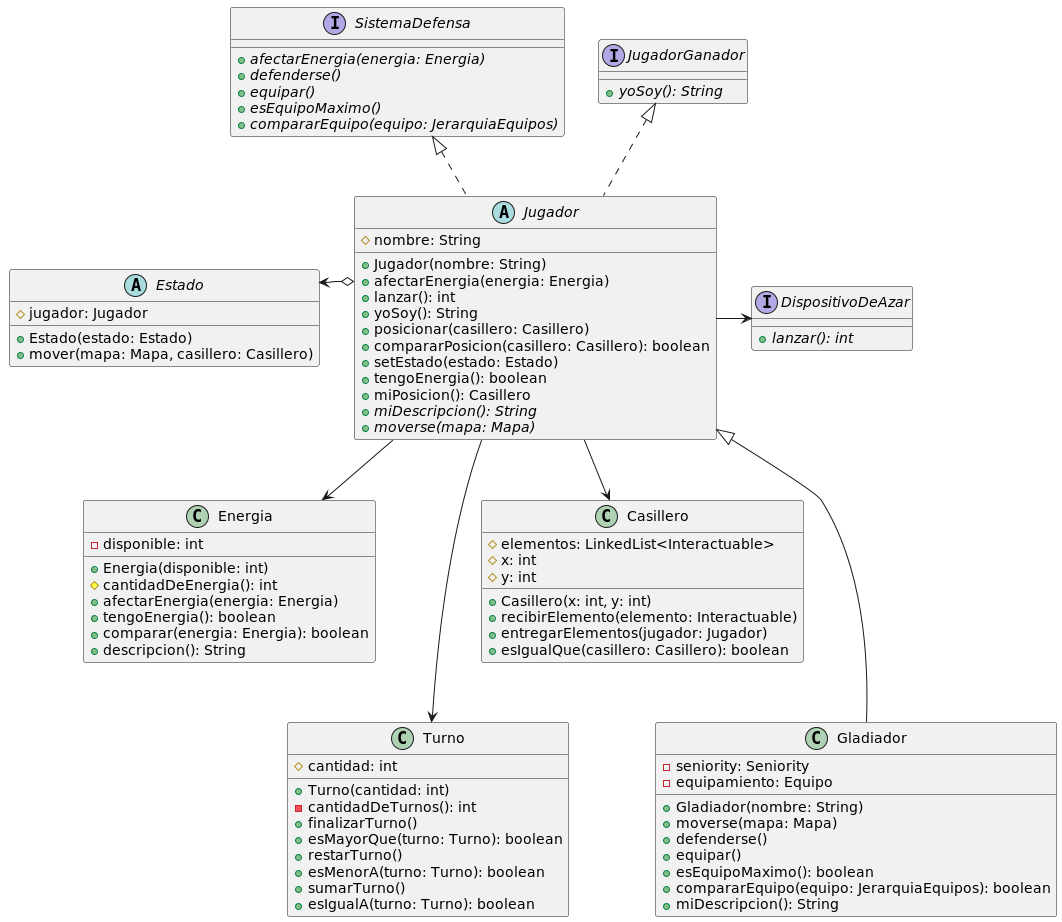 I SistemaDefensa
afectarEnergia(energia: Energia)
defenderse()
equipar()
esEquipoMaximo()
compararEquipo(equipo: JerarquiaEquipos)
I JugadorGanador
yoSoy(): String
A Jugador
nombre: String
Jugador(nombre: String)
afectarEnergia(energia: Energia)
lanzar(): int
yoSoy(): String
posicionar(casillero: Casillero)
compararPosicion(casillero: Casillero): boolean
setEstado(estado: Estado)
tengoEnergia(): boolean
miPosicion(): Casillero
miDescripcion(): String
moverse(mapa: Mapa)
A Estado
jugador: Jugador
Estado(estado: Estado)
mover(mapa: Mapa, casillero: Casillero)
I DispositivoDeAzar
lanzar(): int
C Energia
disponible: int
Energia(disponible: int)
cantidadDeEnergia(): int
afectarEnergia(energia: Energia)
tengoEnergia(): boolean
comparar(energia: Energia): boolean
descripcion(): String
C Casillero
elementos: LinkedList<Interactuable>
x: int
y: int
Casillero(x: int, y: int)
recibirElemento(elemento: Interactuable)
entregarElementos(jugador: Jugador)
esIgualQue(casillero: Casillero): boolean
C Turno
cantidad: int
Turno(cantidad: int)
cantidadDeTurnos(): int
finalizarTurno()
esMayorQue(turno: Turno): boolean
restarTurno()
esMenorA(turno: Turno): boolean
sumarTurno()
esIgualA(turno: Turno): boolean
C Gladiador
seniority: Seniority
equipamiento: Equipo
Gladiador(nombre: String)
moverse(mapa: Mapa)
defenderse()
equipar()
esEquipoMaximo(): boolean
compararEquipo(equipo: JerarquiaEquipos): boolean
miDescripcion(): String